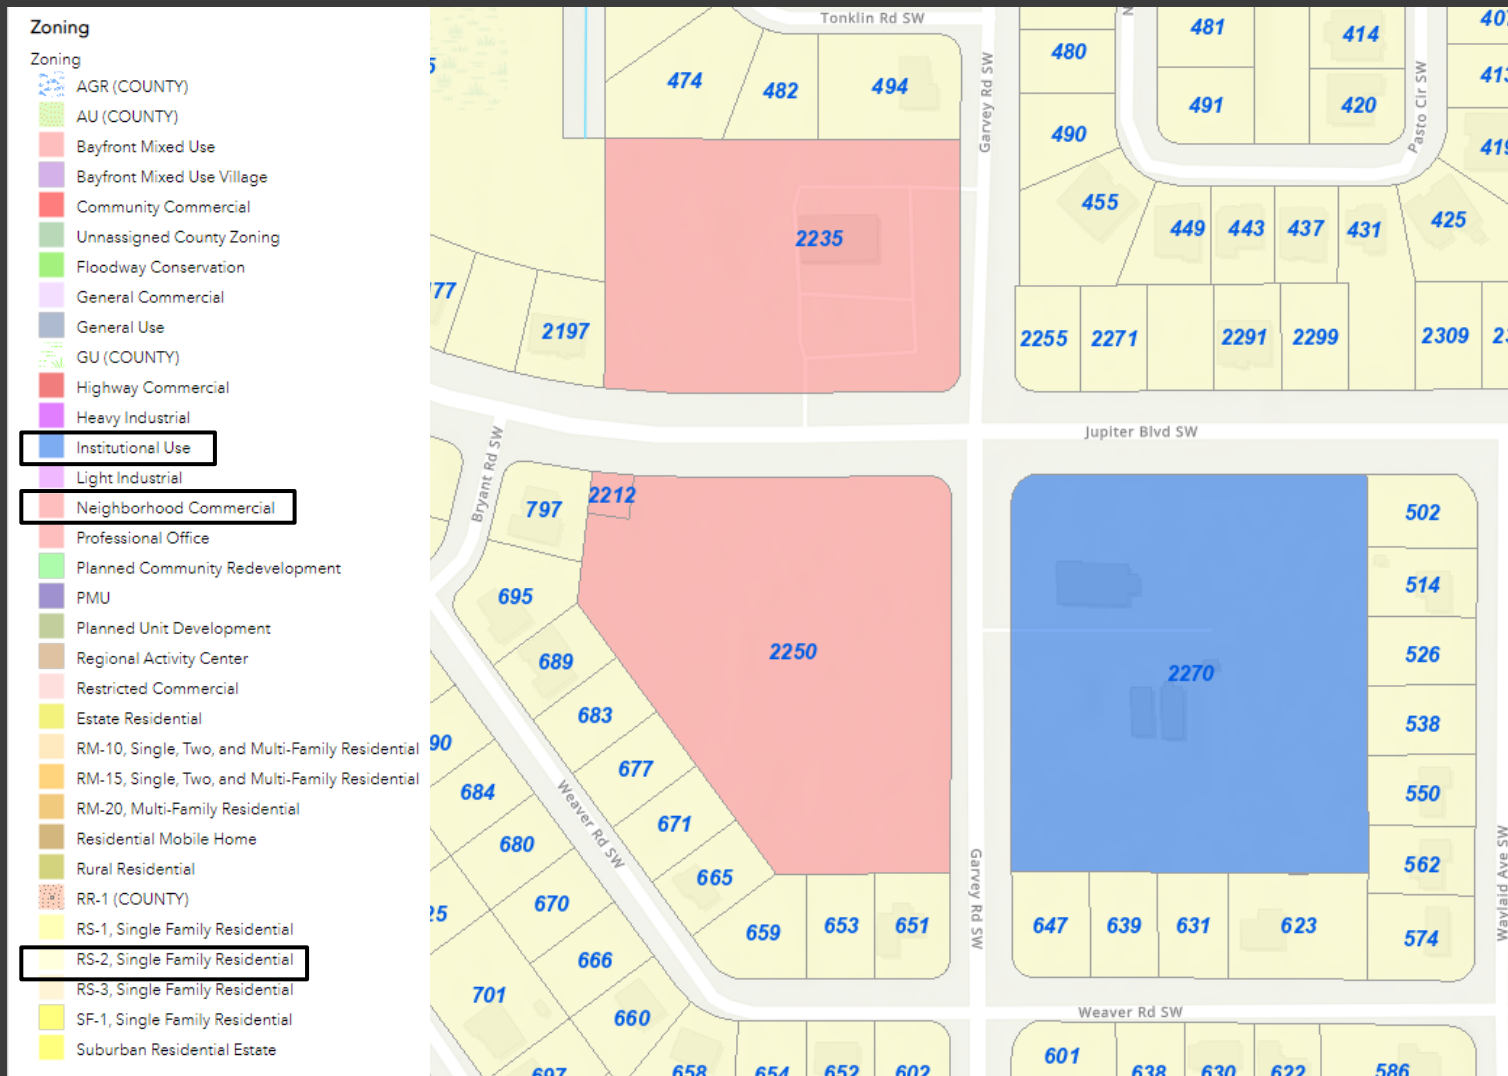 Zoning
Zoning
AGR (COUNTY)
AU (COUNTY)
Bayfront Mixed Use
Bayfront Mixed Use Village
Community Commercial
Unnassigned County Zoning
Floodway Conservation
General Commercial
General Use
GU (COUNTY)
Highway Commercial
Heavy Industrial
Institutional Use
Light Industrial
Neighborhood Commercial
Professional Office
Planned Community Redevelopment
PMU
Planned Unit Development
Regional Activity Center
Restricted Commercial
Estate Residential
RM-10, Single, Two, and Multi-Family Residential
RM-15, Single, Two, and Multi-Family Residential
RM-20, Multi-Family Residential
Residential Mobile Home
Rural Residential
RR-1 (COUNTY)
RS-1, Single Family Residential
RS-2, Single Family Residential
RS-3, Single Family Residential
SF-1, Single Family Residential
Suburban Residential Estate
Tonklin Rd SW
474
482
494
Garvey Rd SW
480
481
414
407
413
491
420
490
Pasto Cir SW
419
455
449
443
437
431
425
2235
77
2197
2255
2271
2291
2299
2309
Jupiter Blvd SW
Bryant Rd SW
797
2212
502
514
695
2250
2270
526
689
683
538
90
677
684
550
671
Weaver Rd SW
680
665
562
670
25
659
653
651
Garvey Rd SW
647
639
631
623
574
Waylaid Ave SW
666
701
660
Weaver Rd SW
697
658
654
652
602
601
638
630
622
586